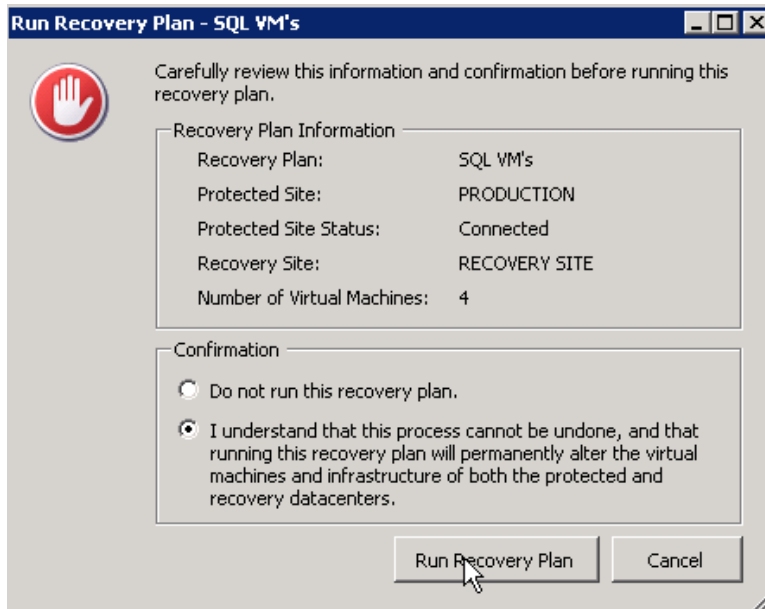 Run Recovery Plan - SQL VM's
Carefully review this information and confirmation before running this
recovery plan.
Recovery Plan Information
Recovery Plan: SQL VM's
Protected Site: PRODUCTION
Protected Site Status: Connected
Recovery Site: RECOVERY SITE
Number of Virtual Machines: 4
Confirmation
Do not run this recovery plan.
I understand that this process cannot be undone, and that
running this recovery plan will permanently alter the virtual
machines and infrastructure of both the protected and
recovery datacenters.
Run Recovery Plan Cancel